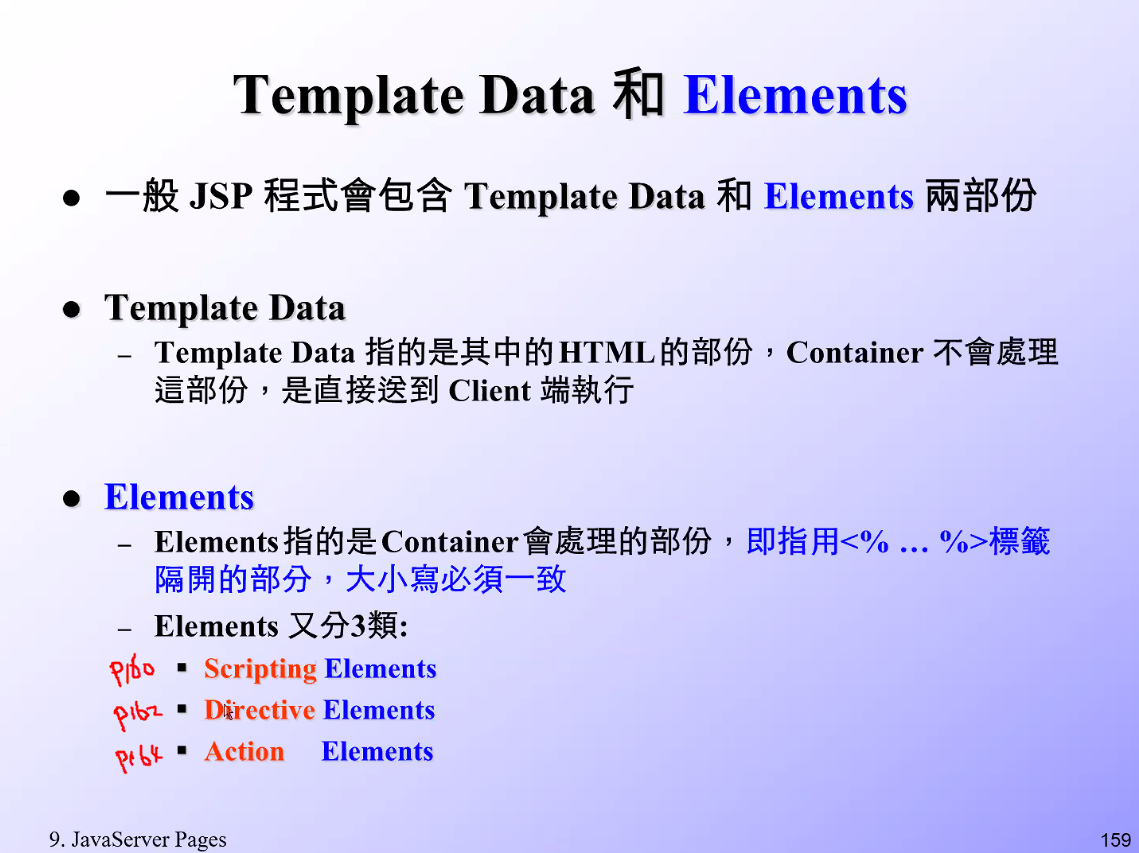 Template Data 和 Elements
● 一般 JSP 程式會包含 Template Data 和 Elements 兩部份
● Template Data
– Template Data 指的是其中的HTML的部份，Container 不會處理
這部份，是直接送到 Client 端執行
● Elements
– Elements指的是Container會處理的部份，即指用<% … %>標籤
隔開的部分，大小寫必須一致
– Elements 又分3類:
p160 ▪ Scripting Elements
p162 ▪ Directive Elements
p164 ▪ Action Elements
9. JavaServer Pages
159